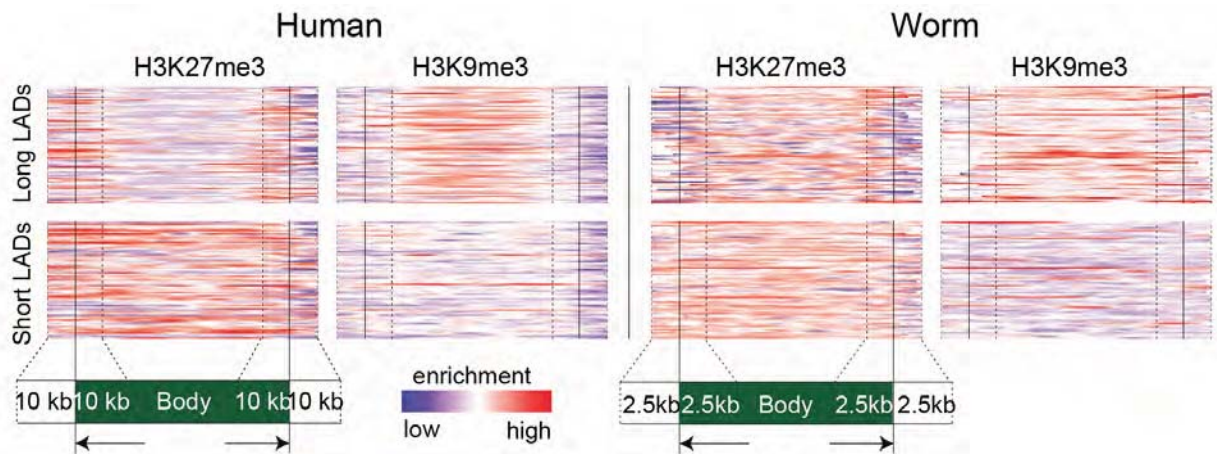 Human Worm
H3K27me3 H3K9me3 H3K27me3 H3K9me3
Long LADs
Short LADs
10 kb 10 kb Body 10 kb 10 kb
enrichment
low high
2.5kb 2.5kb Body 2.5kb 2.5kb